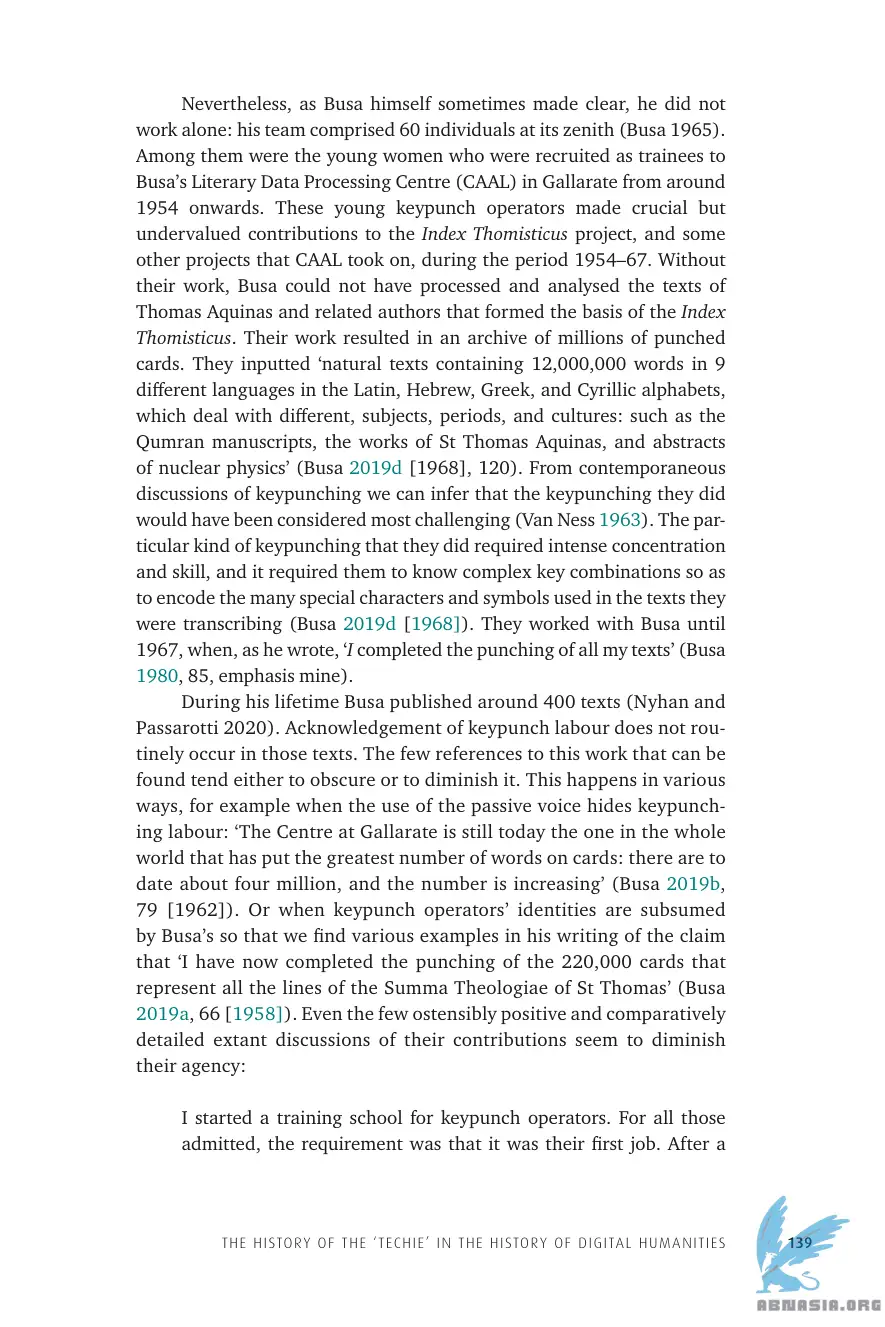 Nevertheless, as Busa himself sometimes made clear, he did not
work alone: his team comprised 60 individuals at its zenith (Busa 1965).
Among them were the young women who were recruited as trainees to
Busa’s Literary Data Processing Centre (CAAL) in Gallarate from around
1954 onwards. These young keypunch operators made crucial but
undervalued contributions to the Index Thomisticus project, and some
other projects that CAAL took on, during the period 1954–67. Without
their work, Busa could not have processed and analysed the texts of
Thomas Aquinas and related authors that formed the basis of the Index
Thomisticus. Their work resulted in an archive of millions of punched
cards. They inputted ‘natural texts containing 12,000,000 words in 9
different languages in the Latin, Hebrew, Greek, and Cyrillic alphabets,
which deal with different, subjects, periods, and cultures: such as the
Qumran manuscripts, the works of St Thomas Aquinas, and abstracts
of nuclear physics’ (Busa 2019d [1968], 120). From contemporaneous
discussions of keypunching we can infer that the keypunching they did
would have been considered most challenging (Van Ness 1963). The par-
ticular kind of keypunching that they did required intense concentration
and skill, and it required them to know complex key combinations so as
to encode the many special characters and symbols used in the texts they
were transcribing (Busa 2019d [1968]). They worked with Busa until
1967, when, as he wrote, ‘I completed the punching of all my texts’ (Busa
1980, 85, emphasis mine).
During his lifetime Busa published around 400 texts (Nyhan and
Passarotti 2020). Acknowledgement of keypunch labour does not rou-
tinely occur in those texts. The few references to this work that can be
found tend either to obscure or to diminish it. This happens in various
ways, for example when the use of the passive voice hides keypunch-
ing labour: ‘The Centre at Gallarate is still today the one in the whole
world that has put the greatest number of words on cards: there are to
date about four million, and the number is increasing’ (Busa 2019b,
79 [1962]). Or when keypunch operators’ identities are subsumed
by Busa’s so that we find various examples in his writing of the claim
that ‘I have now completed the punching of the 220,000 cards that
represent all the lines of the Summa Theologiae of St Thomas’ (Busa
2019a, 66 [1958]). Even the few ostensibly positive and comparatively
detailed extant discussions of their contributions seem to diminish
their agency:
I started a training school for keypunch operators. For all those
admitted, the requirement was that it was their first job. After a
THE HISTORY OF THE ‘TECHIE’ IN THE HISTORY OF DIGITAL HUMANITIES 139
ABNASIA.ORG